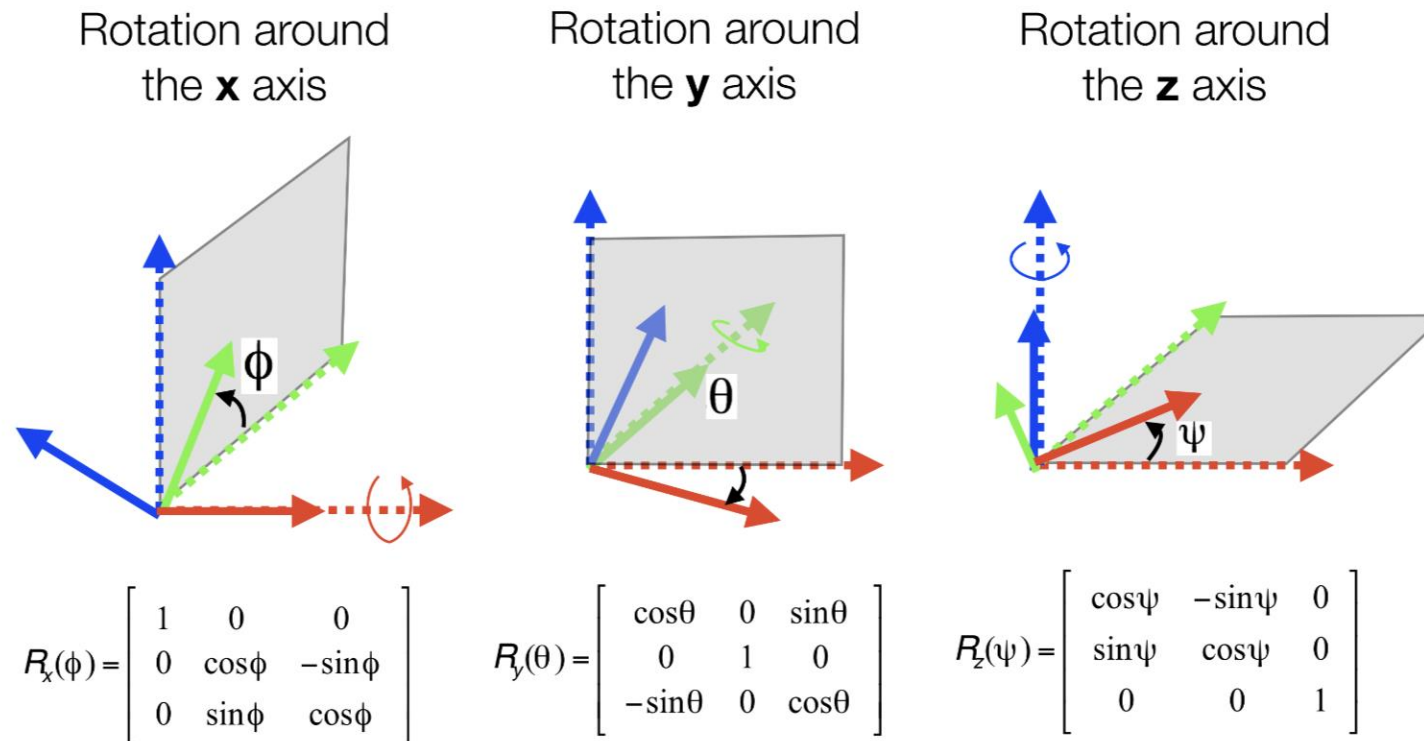 Rotation around
the x axis
Rotation around
the y axis
Rotation around
the z axis
ϕ
θ
ψ
Rx(ϕ) = [ 1 0 0
0 cosϕ −sinϕ
0 sinϕ cosϕ ]
Ry(θ) = [ cosθ 0 sinθ
0 1 0
−sinθ 0 cosθ ]
Rz(ψ) = [ cosψ −sinψ 0
sinψ cosψ 0
0 0 1 ]